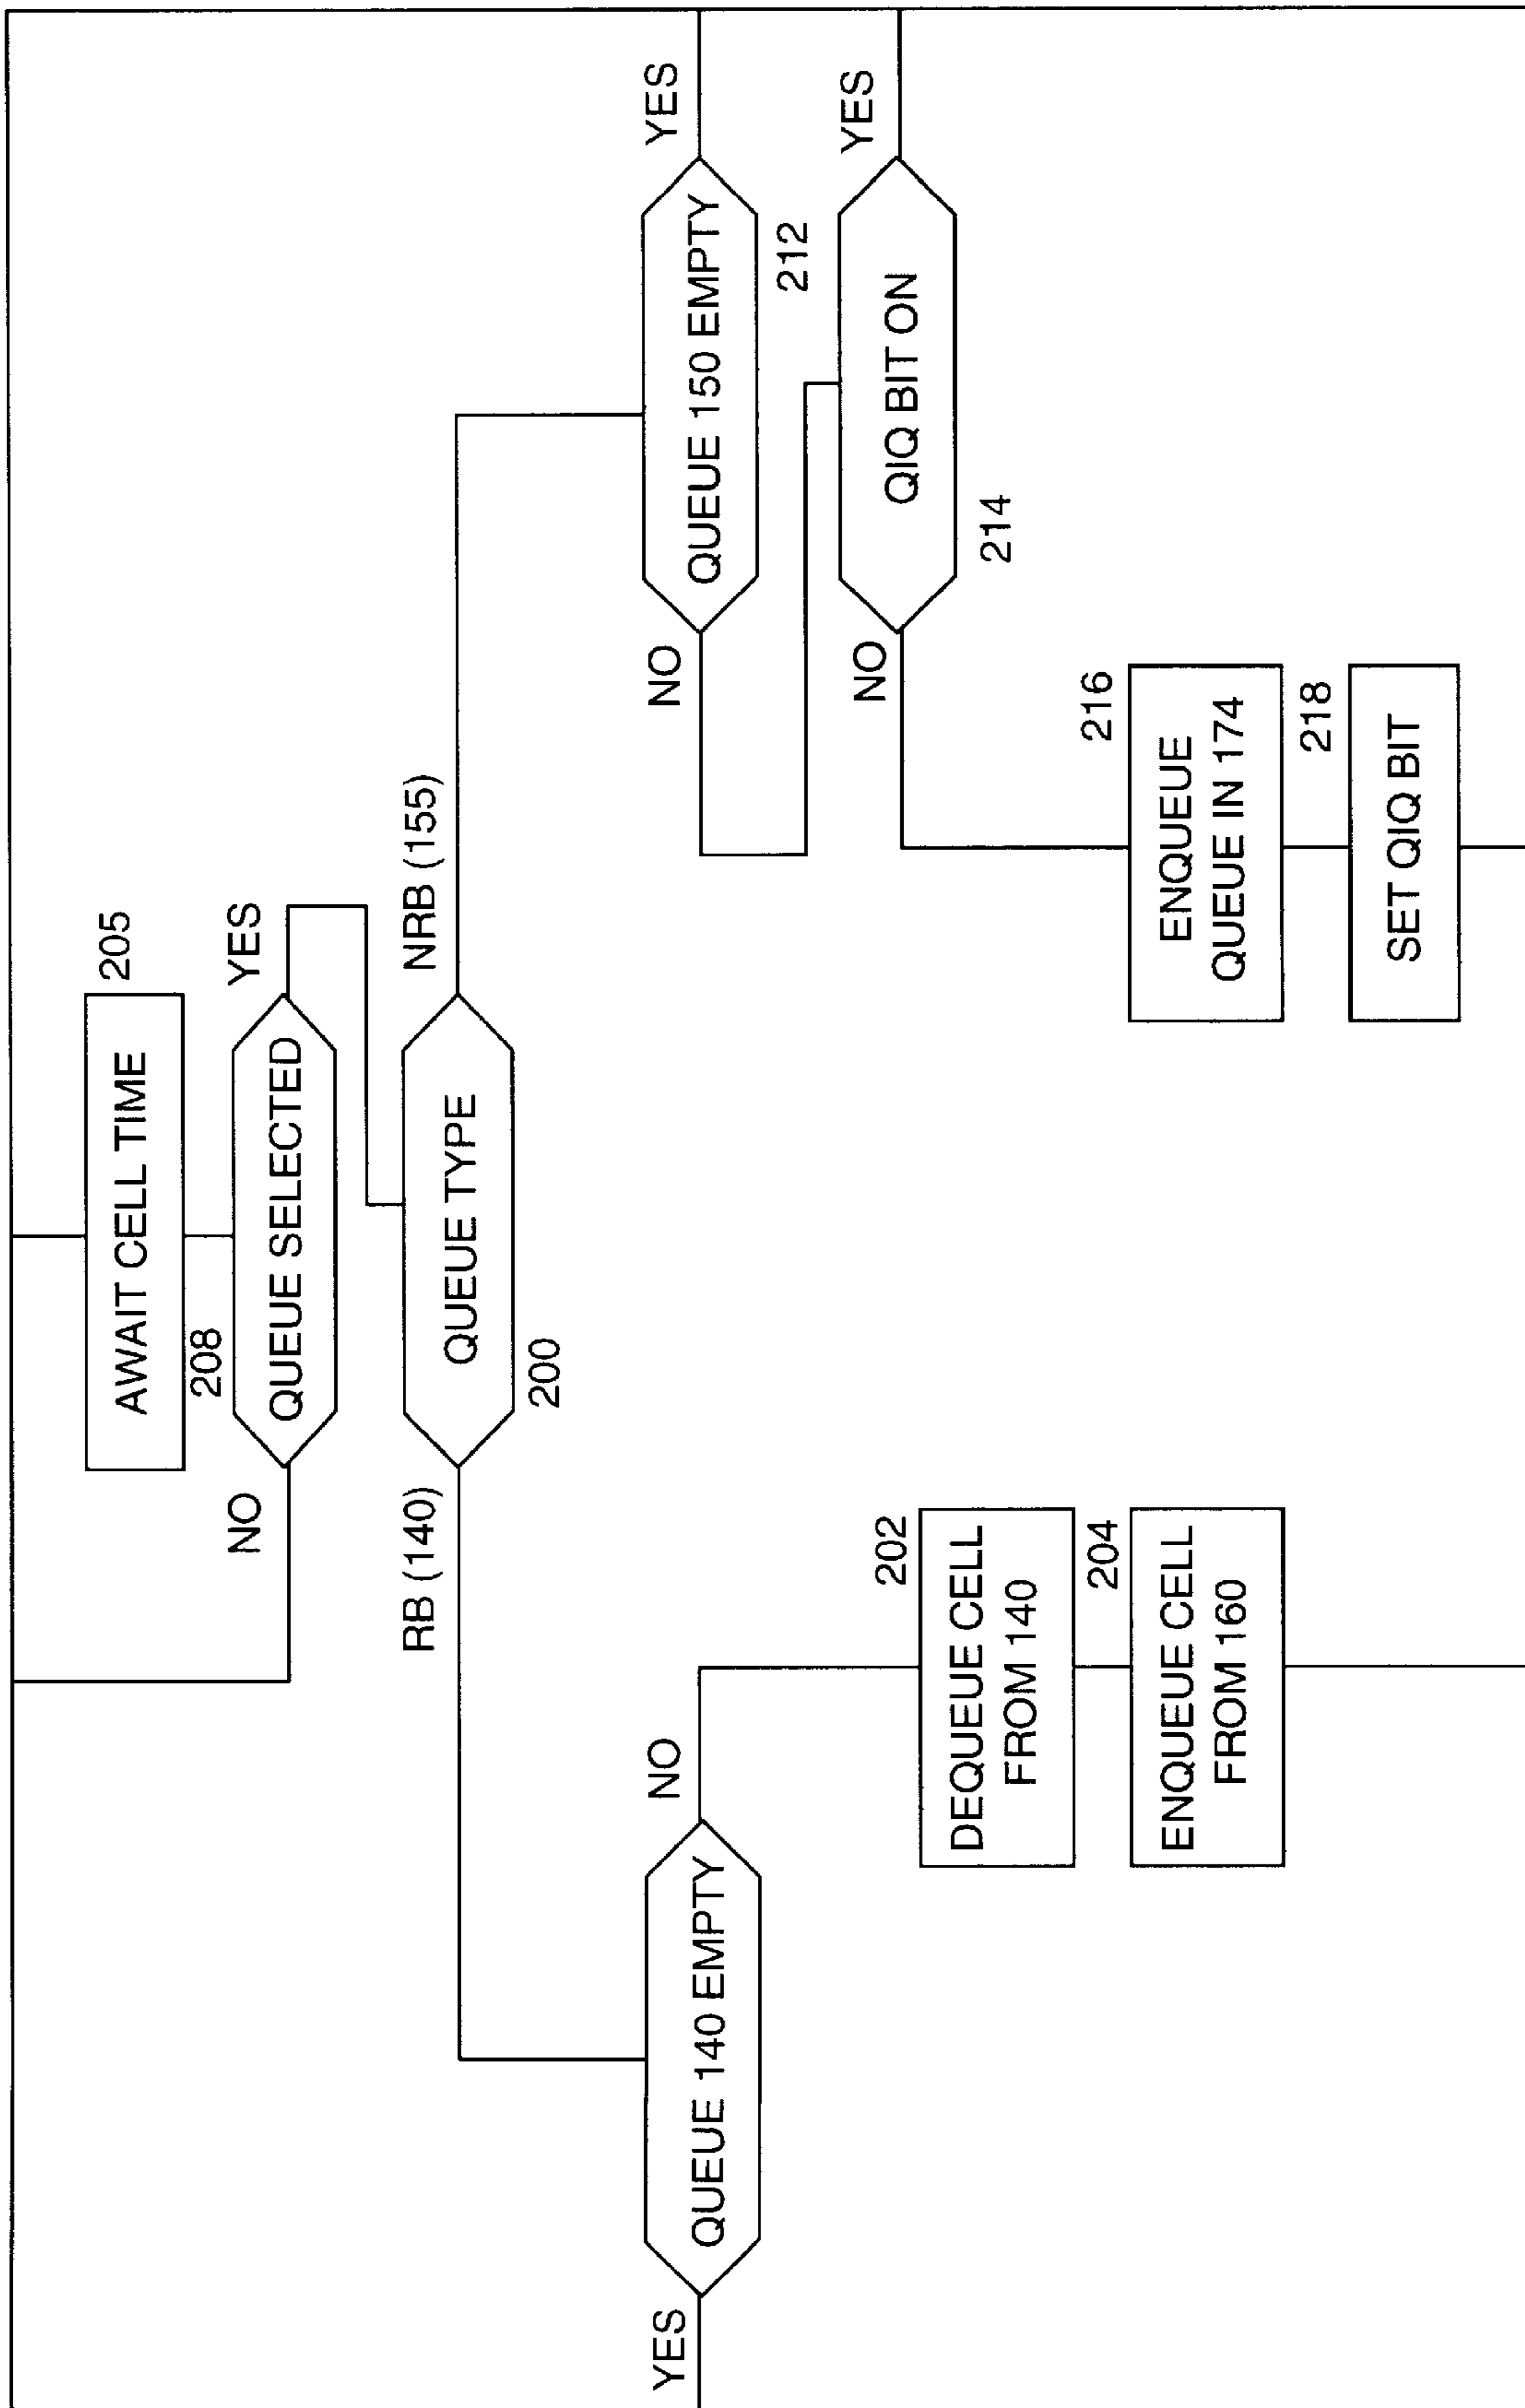 AWAIT CELL TIME
205
208
NO
QUEUE SELECTED
YES
RB (140)
QUEUE TYPE
NRB (155)
200
YES
QUEUE 140 EMPTY
NO
NO
QUEUE 150 EMPTY
YES
212
NO
QIQ BIT ON
YES
214
202
DEQUEUE CELL
FROM 140
204
ENQUEUE CELL
FROM 160
216
ENQUEUE
QUEUE IN 174
218
SET QIQ BIT